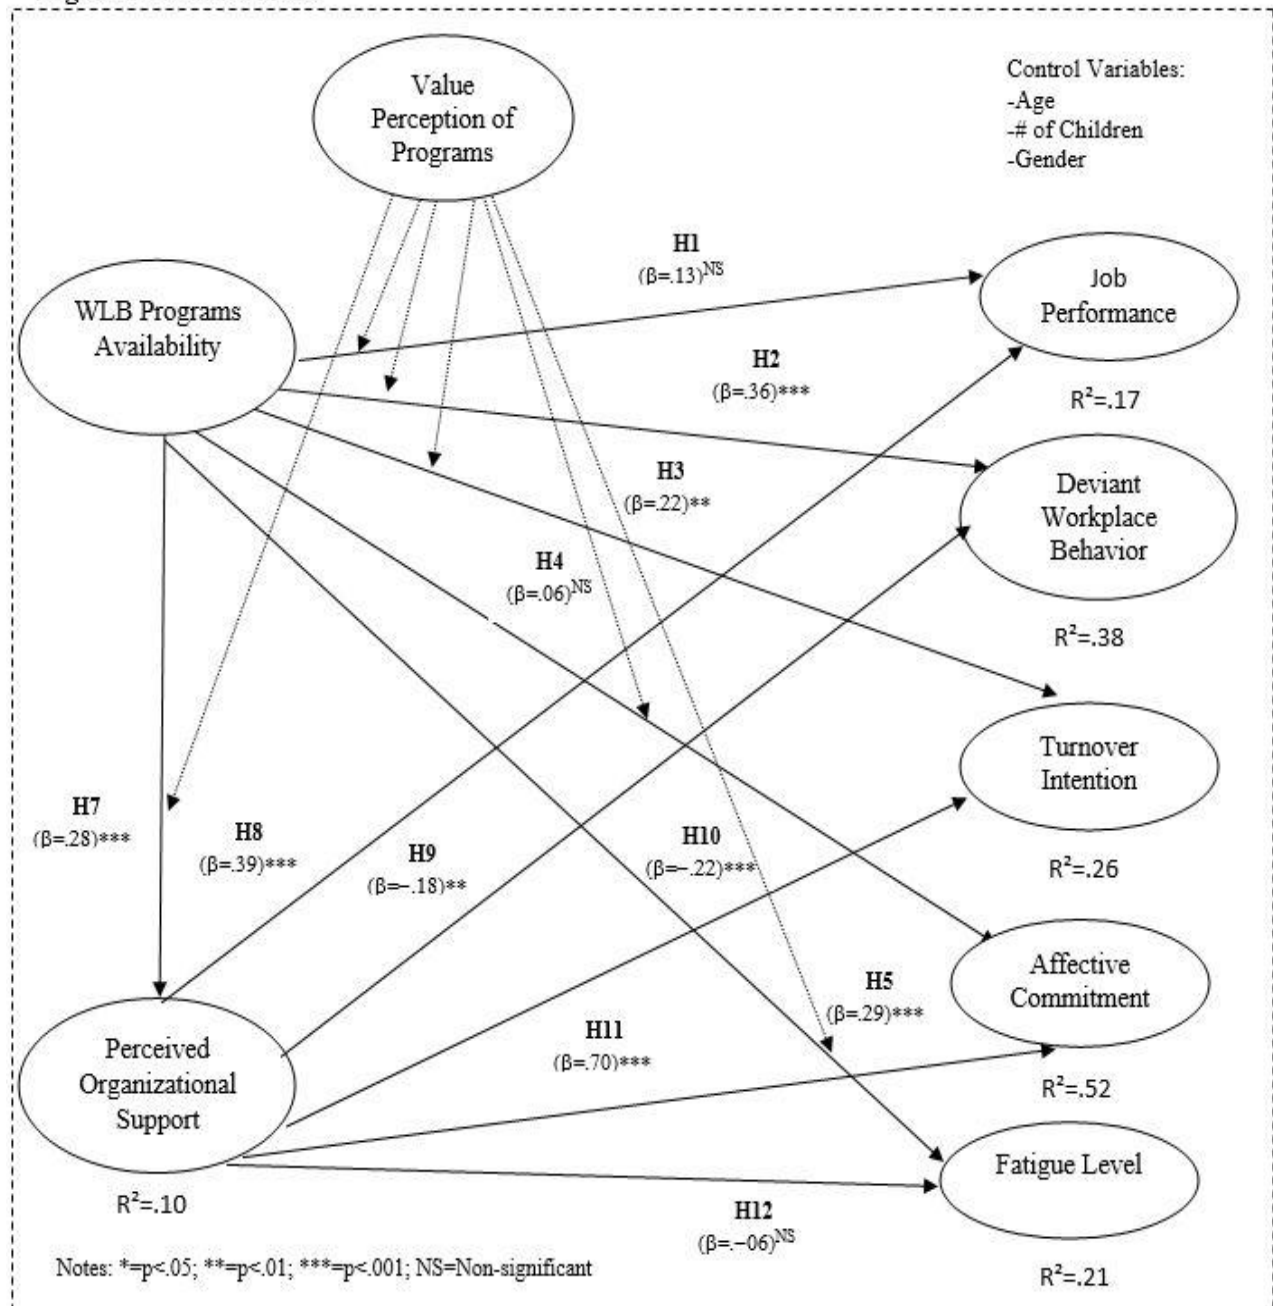 Value
Perception of
Programs
Control Variables:
-Age
-# of Children
-Gender
WLB Programs
Availability
H1
(β=.13)NS
Job
Performance
R²=.17
H2
(β=.36)***
H3
(β=.22)**
Deviant
Workplace
Behavior
R²=.38
H4
(β=.06)NS
Turnover
Intention
R²=.26
H7
(β=.28)***
H8
(β=.39)***
H9
(β=−.18)**
H10
(β=−.22)***
Affective
Commitment
R²=.52
H5
(β=.29)***
H11
(β=.70)***
Perceived
Organizational
Support
R²=.10
Fatigue Level
R²=.21
H12
(β=.−06)NS
Notes: *=p<.05; **=p<.01; ***=p<.001; NS=Non-significant